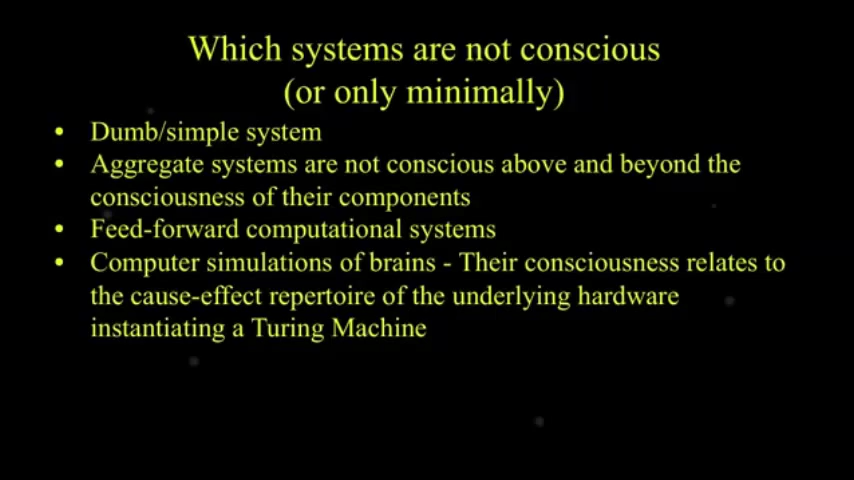 Which systems are not conscious
(or only minimally)
• Dumb/simple system
• Aggregate systems are not conscious above and beyond the
consciousness of their components
• Feed-forward computational systems
• Computer simulations of brains - Their consciousness relates to
the cause-effect repertoire of the underlying hardware
instantiating a Turing Machine